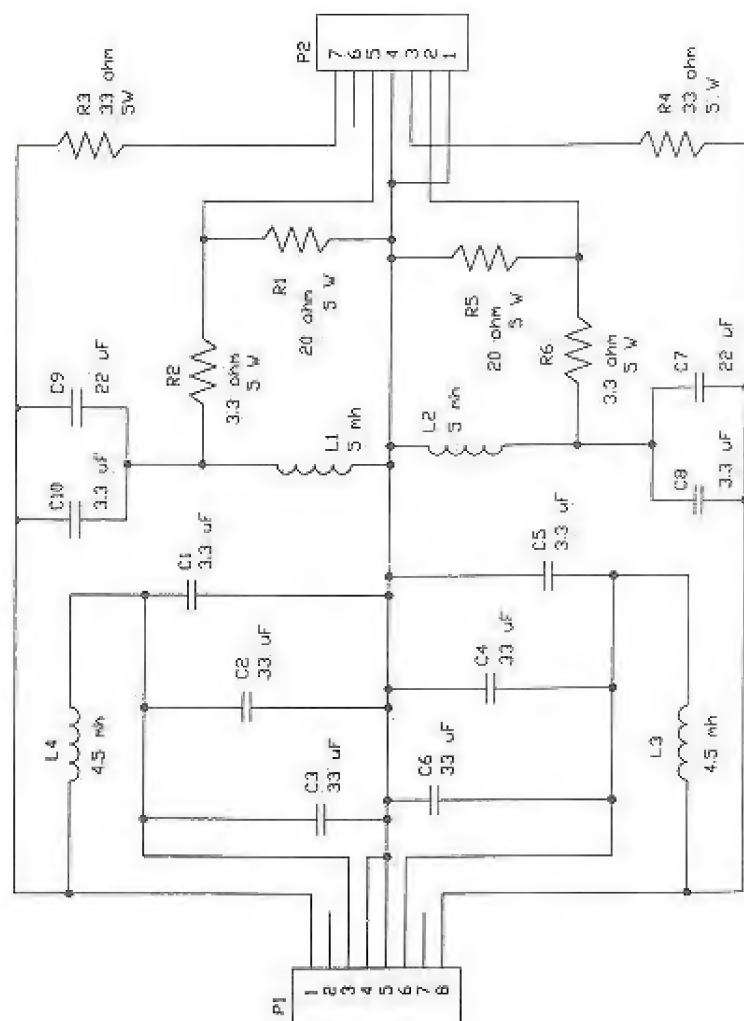 P2
7
6
5
4
3
2
1
R3
33 ohm
5W
R4
33 ohm
5 W
C9
22 uF
C10
3.3 uF
R2
3.3 ohm
5 W
R1
20 ohm
5 W
R5
20 ohm
5 W
R6
3.3 ohm
5 W
L1
5 mh
L2
5 mh
C7
22 uF
C8
3.3 uF
C1
3.3 uF
C5
3.3 uF
C2
33 uF
C4
33 uF
C3
33 uF
C6
33 uF
L4
4.5 mh
L3
4.5 mh
P1
1
2
3
4
5
6
7
8